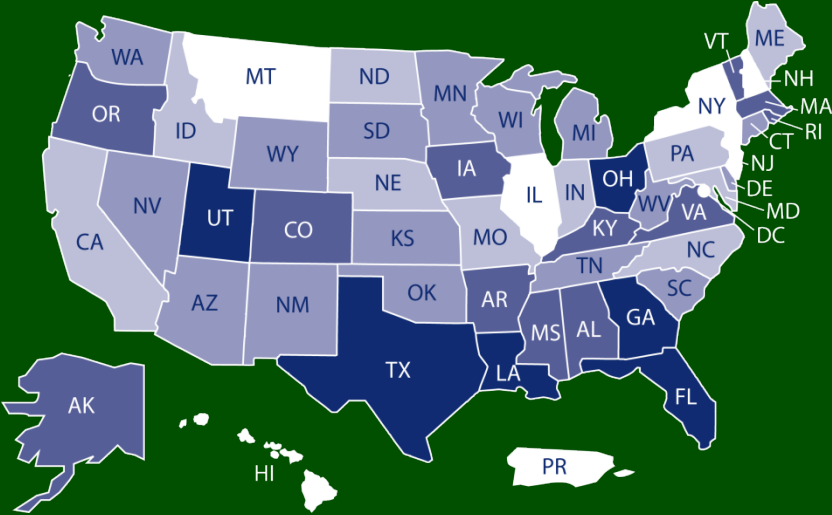 WA
MT
ND
MN
VT
ME
OR
ID
SD
WI
MI
NY
NH
MA
RI
CT
WY
IA
PA
NJ
NE
IL
IN
OH
DE
NV
UT
CO
KS
MO
KY
WV
VA
MD
DC
CA
AZ
NM
OK
AR
TN
NC
SC
MS
AL
GA
TX
LA
FL
AK
HI
PR